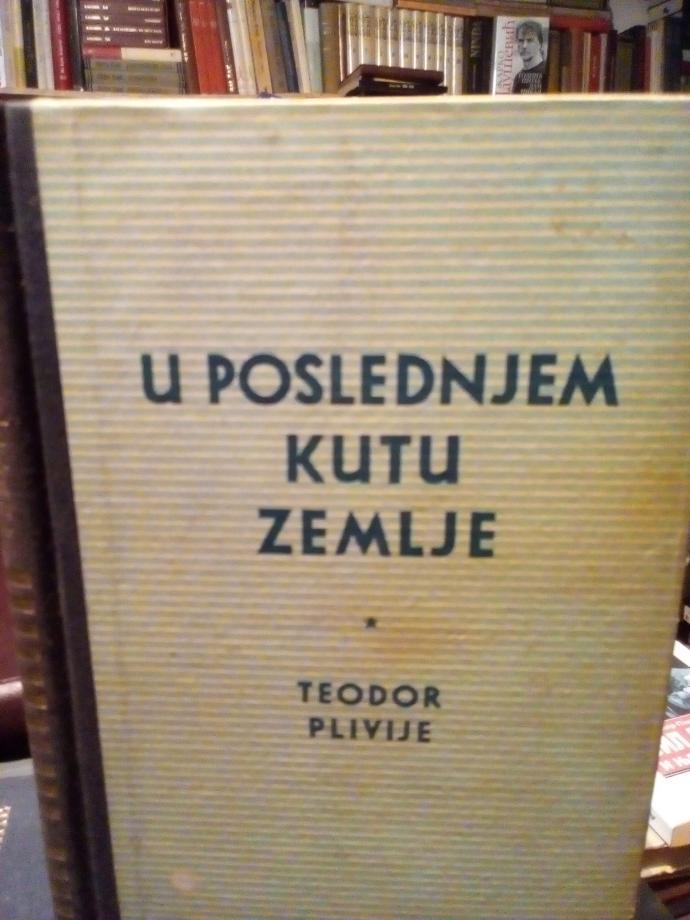 U POSLEDNJEM
KUTU
ZEMLJE
*
TEODOR
PLIVIJE